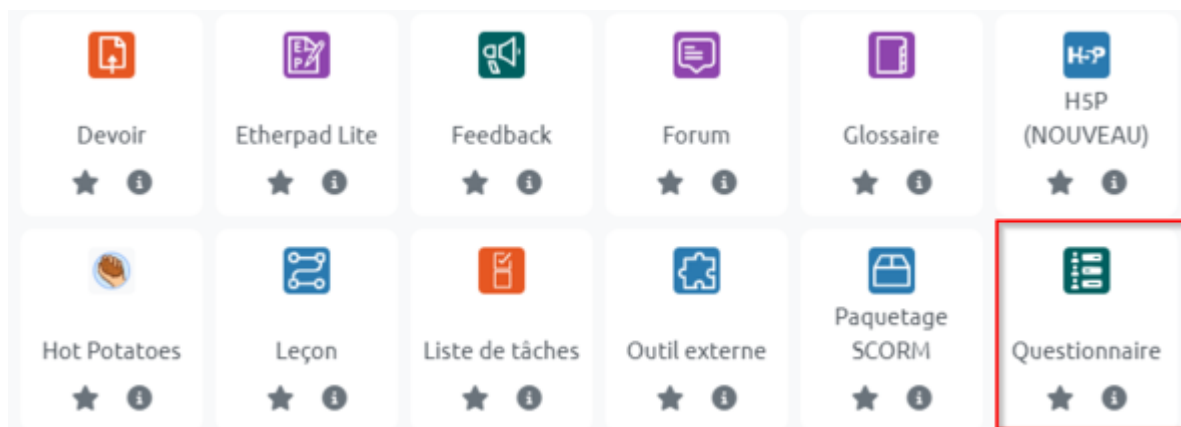 H5P
Devoir
Etherpad Lite
Feedback
Forum
Glossaire
H5P
(NOUVEAU)
Hot Potatoes
Leçon
Liste de tâches
Outil externe
Paquetage
SCORM
Questionnaire